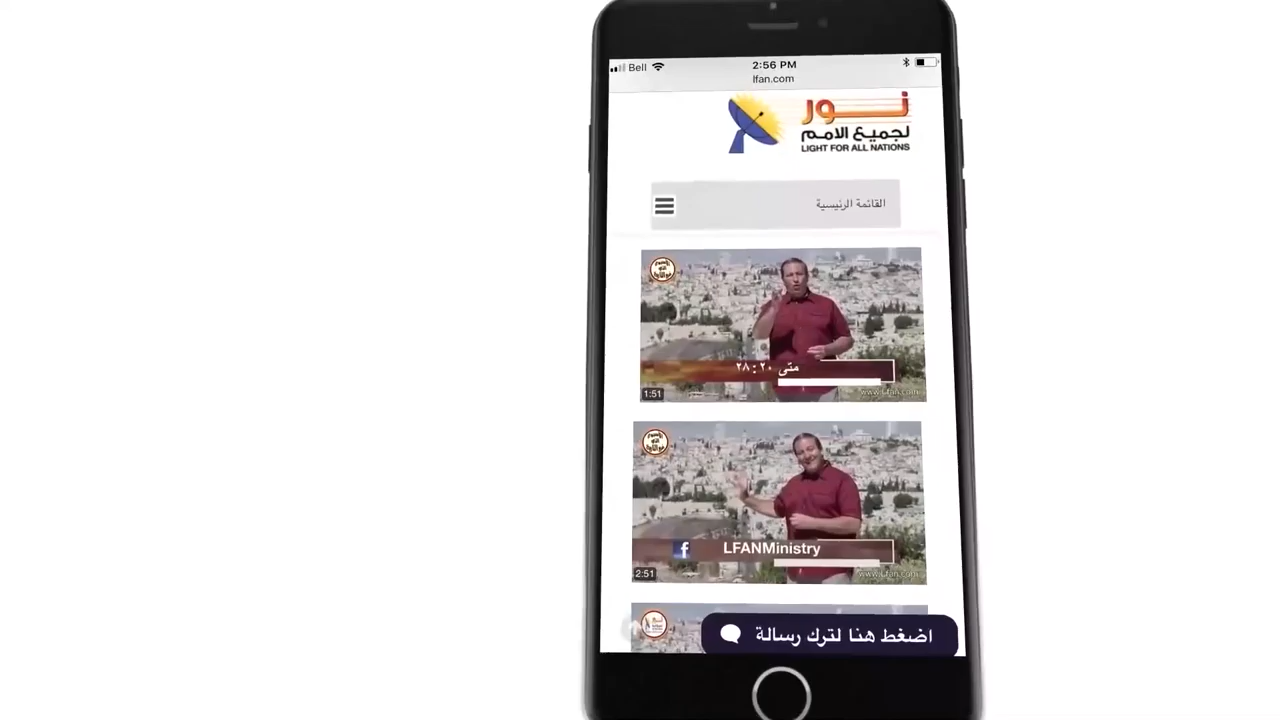 Bell
2:56 PM
lfan.com
نور
لجميع الامم
LIGHT FOR ALL NATIONS
القائمة الرئيسية
متى ٢٠ : ٢٨
1:51
www.Lfan.com
LFANMinistry
2:51
www.Lfan.com
اضغط هنا لترك رسالة